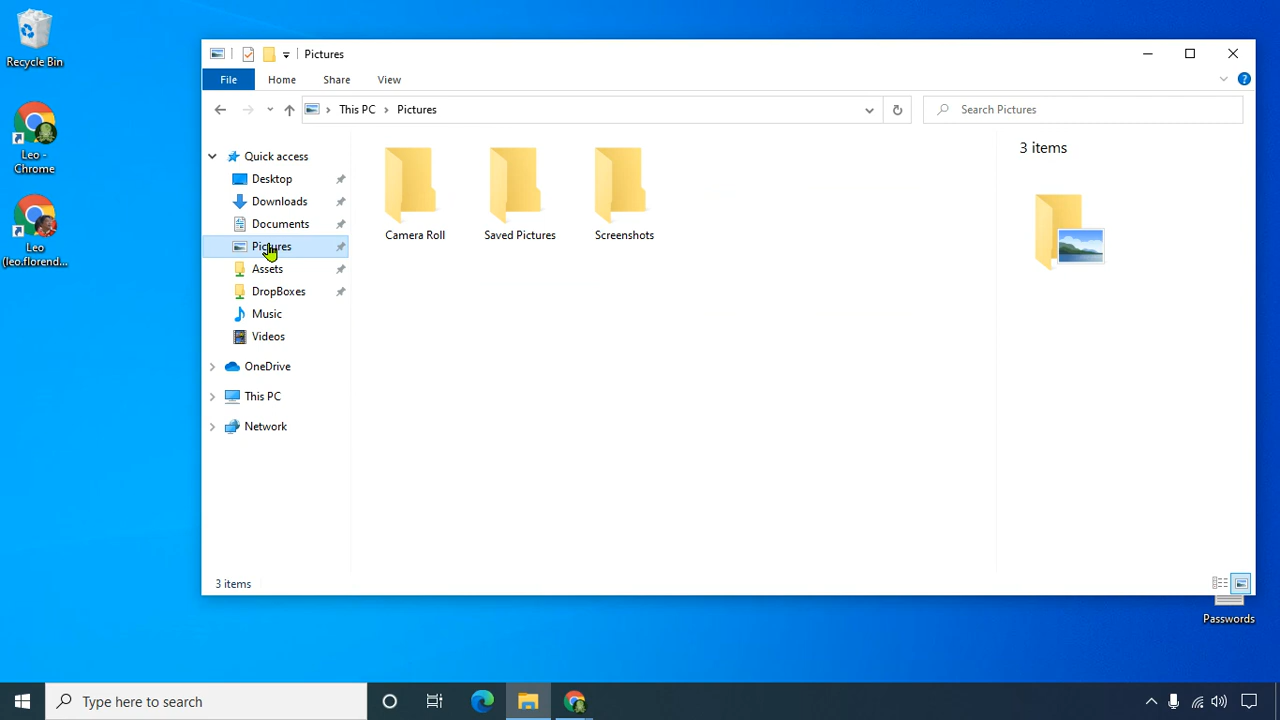 Recycle Bin
Leo -
Chrome
Leo
(leo.florend...
Pictures
File Home Share View
This PC Pictures
Search Pictures
Quick access
Desktop
Downloads
Documents
Pictures
Assets
DropBoxes
Music
Videos
OneDrive
This PC
Network
Camera Roll
Saved Pictures
Screenshots
3 items
3 items
Passwords
Type here to search